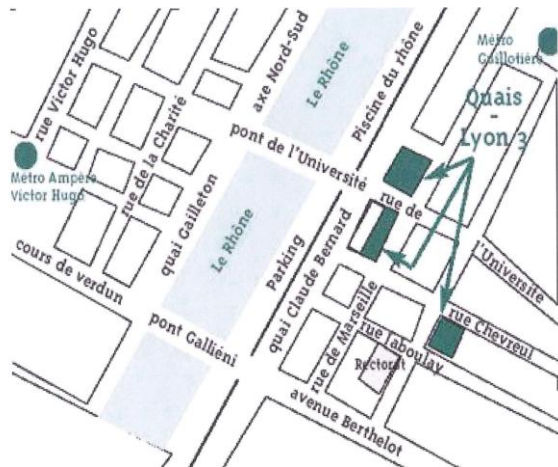 Métro
Guillotière
Quais
-
Lyon 3
rue Victor Hugo
Métro Ampère
Victor Hugo
rue de la Charité
axe Nord-Sud
quai Gailleton
Le Rhône
Le Rhône
Piscine du rhône
pont de l'Université
rue de
l'Universite
Parking
quai Claude Bernard
cours de verdun
pont Galliéni
rue de Marseille
rue Jaboulay
rue Chevreul
Rectorat
avenue Berthelot